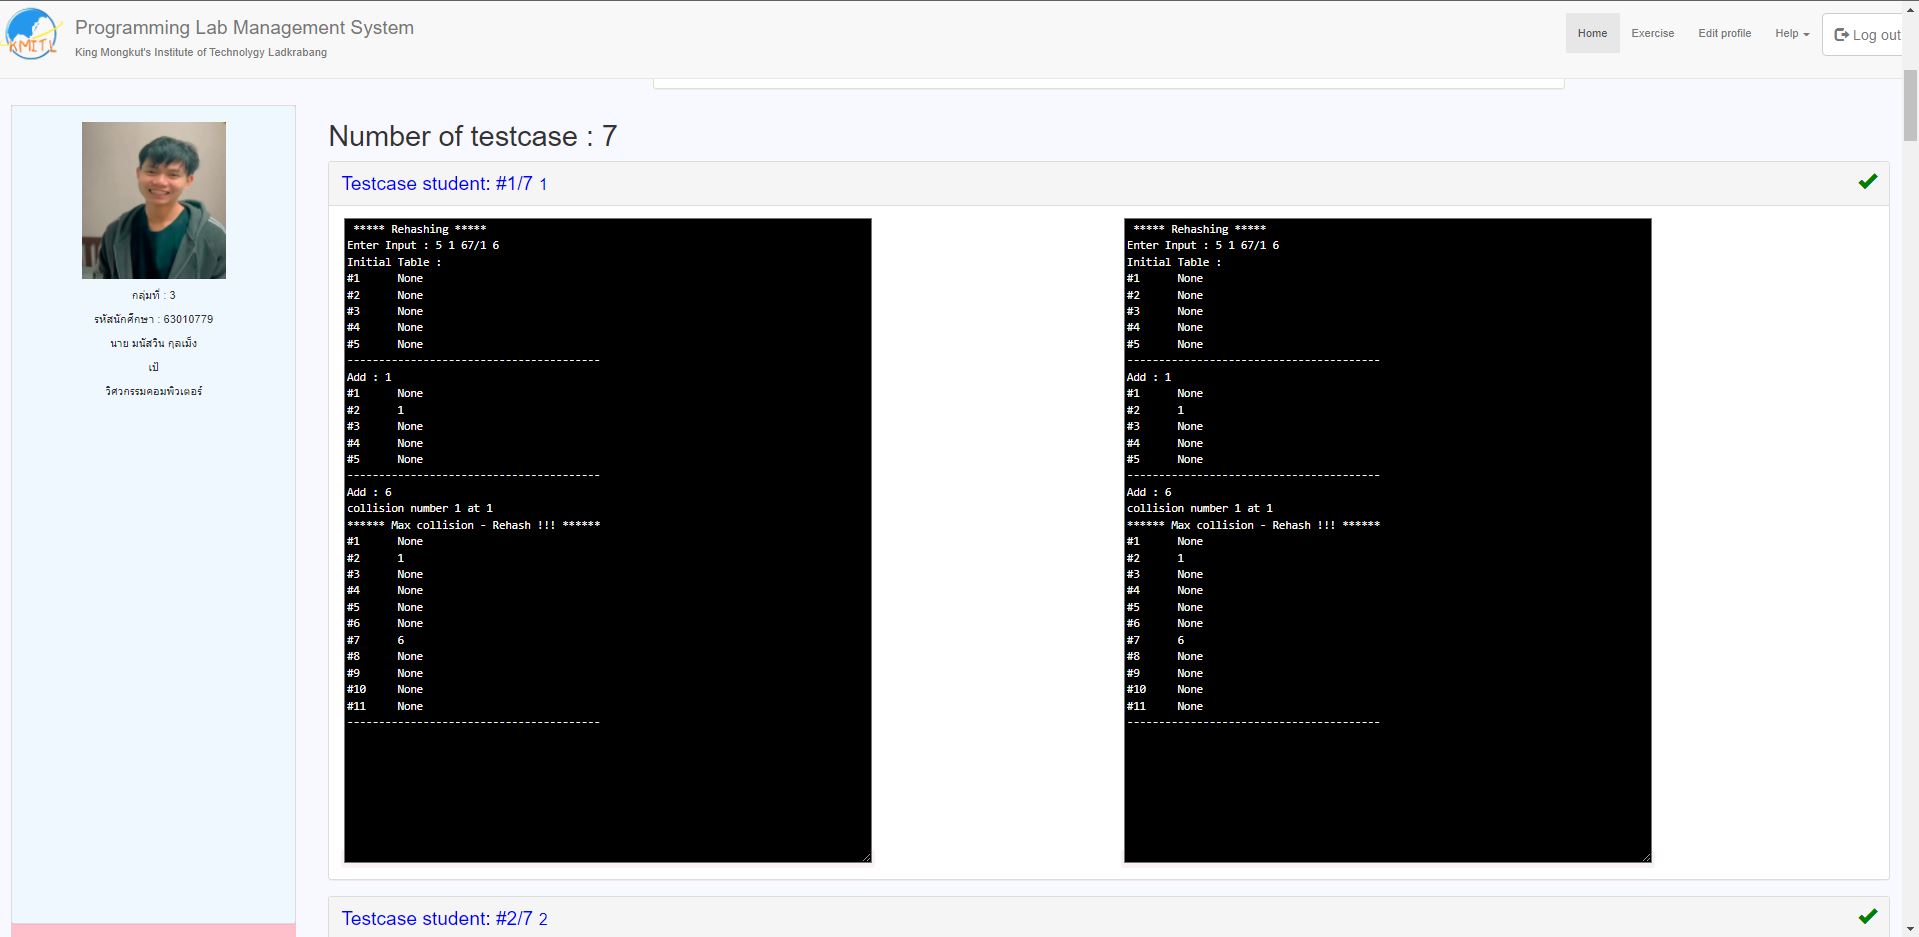 KMITL
Programming Lab Management System
King Mongkut's Institute of Technolygy Ladkrabang
Home
Exercise
Edit profile
Help
Log out
กลุ่มที่ : 3
รหัสนักศึกษา : 63010779
นาย มนัสวิน กุลเม็ง
เป้
วิศวกรรมคอมพิวเตอร์
Number of testcase : 7
Testcase student: #1/7 1
***** Rehashing *****
Enter Input : 5 1 67/1 6
Initial Table :
#1 None
#2 None
#3 None
#4 None
#5 None
----------------------------------------
Add : 1
#1 None
#2 1
#3 None
#4 None
#5 None
----------------------------------------
Add : 6
collision number 1 at 1
****** Max collision - Rehash !!! ******
#1 None
#2 1
#3 None
#4 None
#5 None
#6 None
#7 6
#8 None
#9 None
#10 None
#11 None
----------------------------------------
***** Rehashing *****
Enter Input : 5 1 67/1 6
Initial Table :
#1 None
#2 None
#3 None
#4 None
#5 None
----------------------------------------
Add : 1
#1 None
#2 1
#3 None
#4 None
#5 None
----------------------------------------
Add : 6
collision number 1 at 1
****** Max collision - Rehash !!! ******
#1 None
#2 1
#3 None
#4 None
#5 None
#6 None
#7 6
#8 None
#9 None
#10 None
#11 None
----------------------------------------
Testcase student: #2/7 2